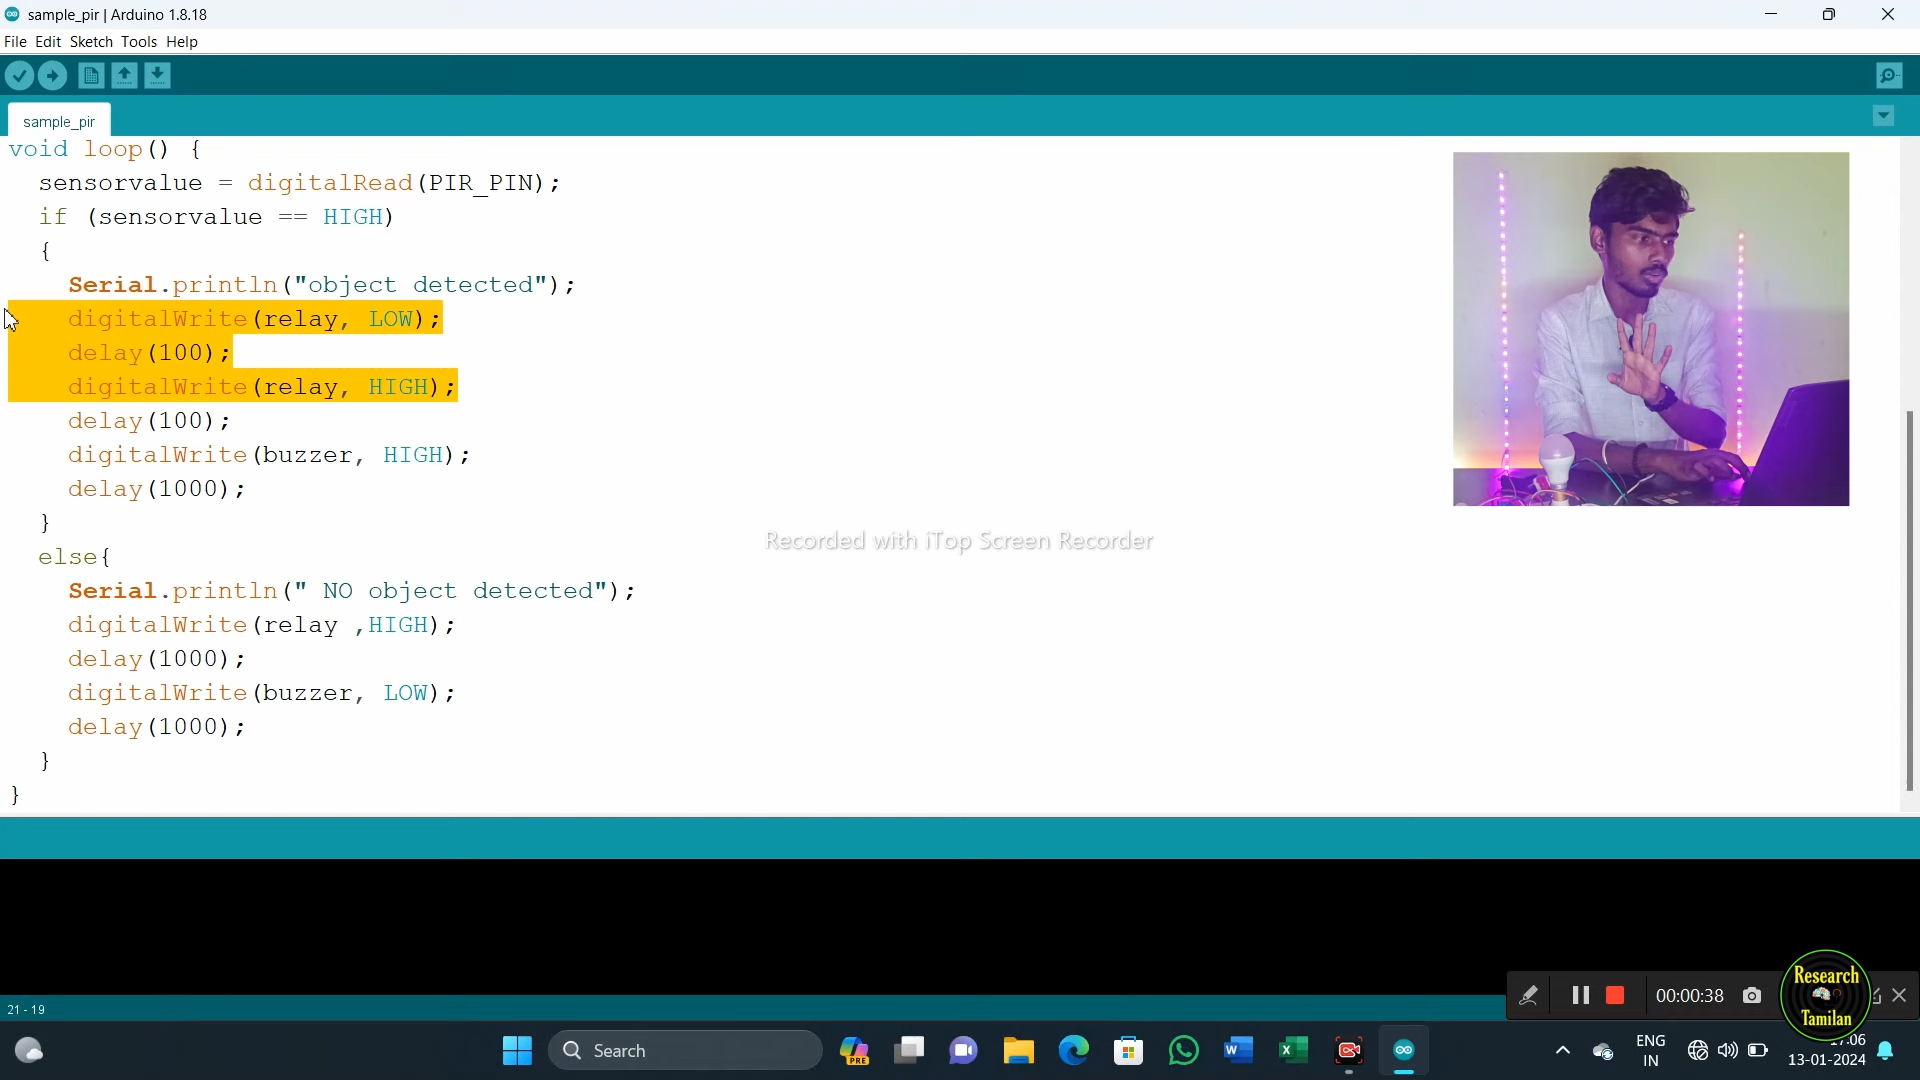 sample_pir | Arduino 1.8.18
File Edit Sketch Tools Help
sample_pir
void loop() {
sensorvalue = digitalRead(PIR_PIN);
if (sensorvalue == HIGH)
{
Serial.println("object detected");
digitalWrite(relay, LOW);
delay(100);
digitalWrite(relay, HIGH);
delay(100);
digitalWrite(buzzer, HIGH);
delay(1000);
}
Recorded with iTop Screen Recorder
else{
Serial.println(" NO object detected");
digitalWrite(relay ,HIGH);
delay(1000);
digitalWrite(buzzer, LOW);
delay(1000);
}
}
21 - 19
00:00:38
Research
Tamilan
Search
PRE
ENG
IN
13-01-2024